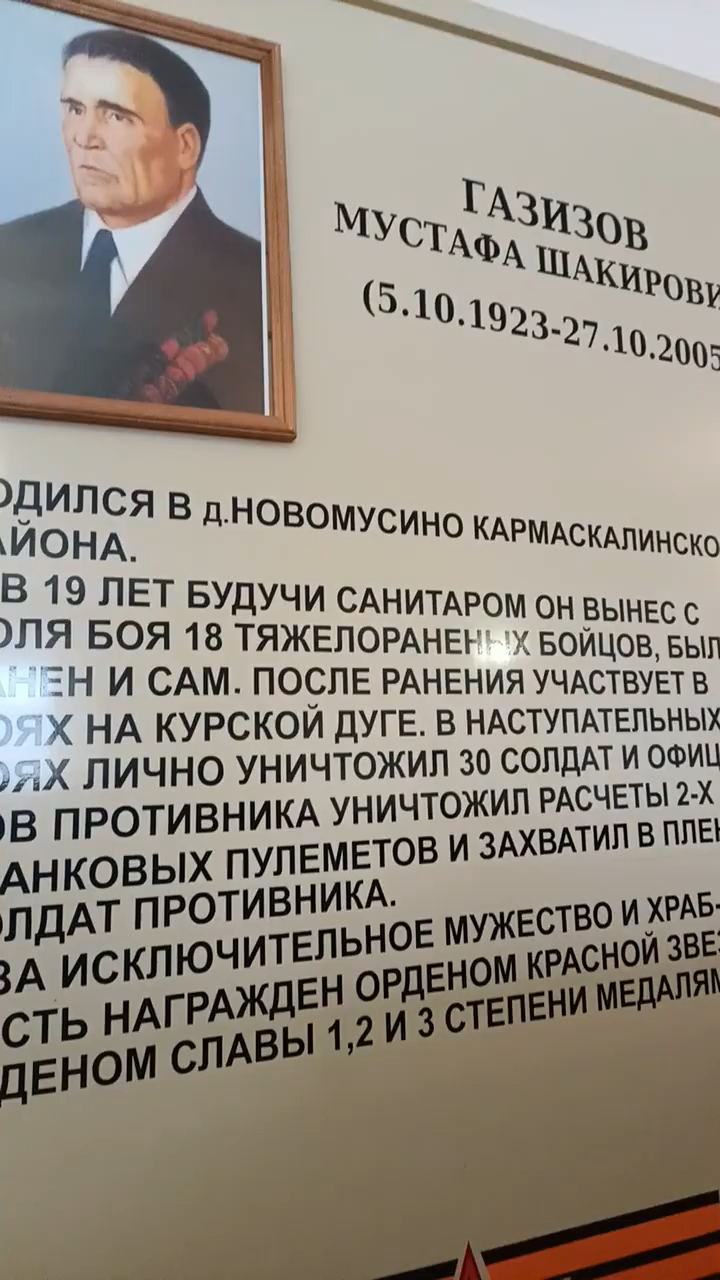 ГАЗИЗОВ
МУСТАФА ШАКИРОВИ
(5.10.1923-27.10.2005
ОДИЛСЯ В д.НОВОМУСИНО КАРМАСКАЛИНСКО
АЙОНА.
В 19 ЛЕТ БУДУЧИ САНИТАРОМ ОН ВЫНЕС С
ОЛЯ БОЯ 18 ТЯЖЕЛОРАНЕНЫХ БОЙЦОВ, БЫЛ
АНЕН И САМ. ПОСЛЕ РАНЕНИЯ УЧАСТВУЕТ В
ОЯХ НА КУРСКОЙ ДУГЕ. В НАСТУПАТЕЛЬНЫХ
ОЯХ ЛИЧНО УНИЧТОЖИЛ 30 СОЛДАТ И ОФИЦ
ОВ ПРОТИВНИКА УНИЧТОЖИЛ РАСЧЕТЫ 2-Х
АНКОВЫХ ПУЛЕМЕТОВ И ЗАХВАТИЛ В ПЛЕН
ОЛДАТ ПРОТИВНИКА.
ЗА ИСКЛЮЧИТЕЛЬНОЕ МУЖЕСТВО И ХРАБ-
СТЬ НАГРАЖДЕН ОРДЕНОМ КРАСНОЙ ЗВЕЗ
ДЕНОМ СЛАВЫ 1,2 И 3 СТЕПЕНИ МЕДАЛЯМ